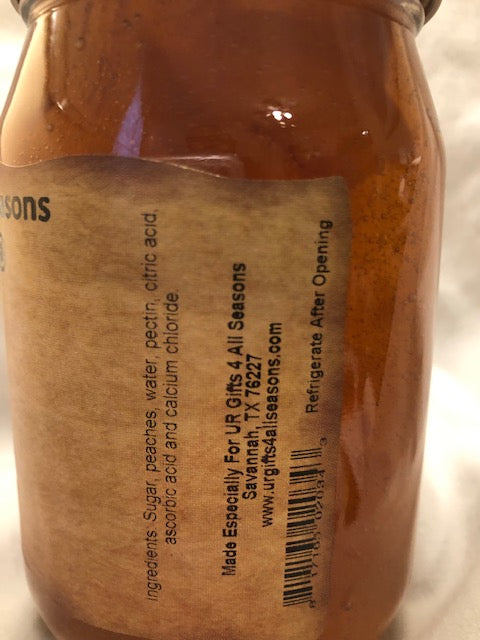 asons
Ingredients: Sugar, peaches, water, pectin, citric acid,
ascorbic acid and calcium chloride.
Made Especially For UR Gifts 4 All Seasons
Savannah, TX 76227
www.urgifts4allseasons.com
Refrigerate After Opening